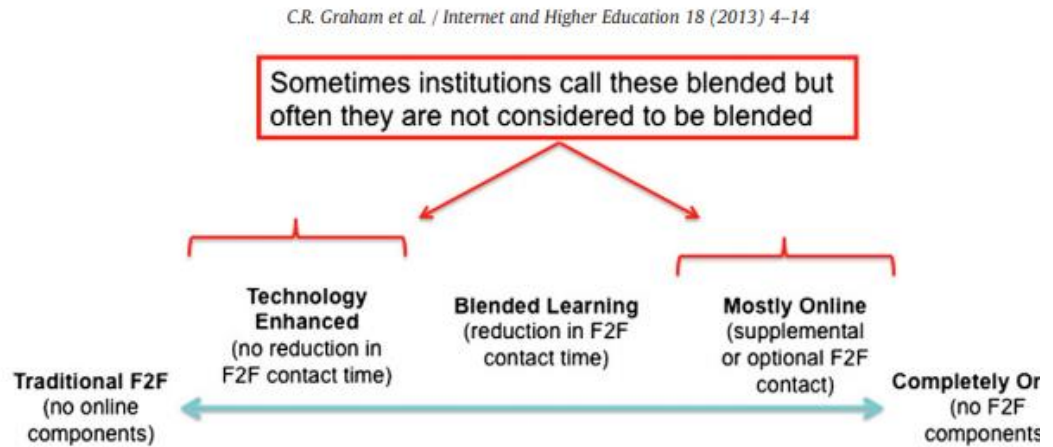 C.R. Graham et al. / Internet and Higher Education 18 (2013) 4–14
Sometimes institutions call these blended but
often they are not considered to be blended
Technology
Enhanced
(no reduction in
F2F contact time)
Blended Learning
(reduction in F2F
contact time)
Mostly Online
(supplemental
or optional F2F
contact)
Traditional F2F
(no online
components)
Completely
(no F2F
components